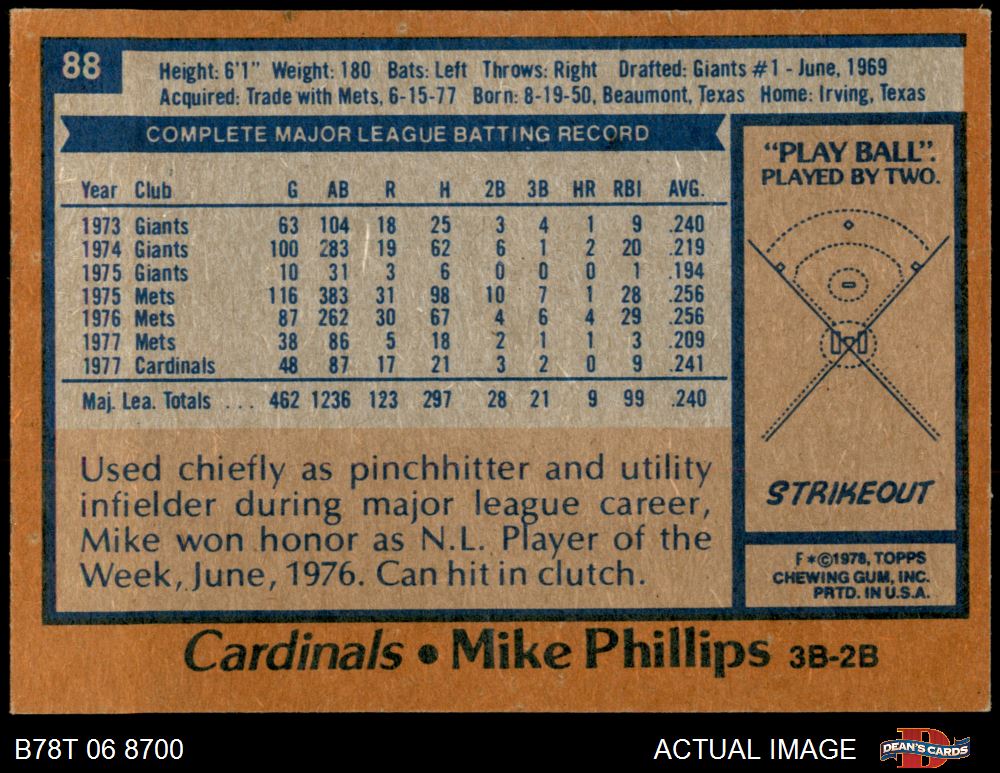 88
Height: 6'1" Weight: 180 Bats: Left Throws: Right Drafted: Giants #1 - June, 1969
Acquired: Trade with Mets, 6-15-77 Born: 8-19-50, Beaumont, Texas Home: Irving, Texas
COMPLETE MAJOR LEAGUE BATTING RECORD
Year Club G AB R H 2B 3B HR RBI AVG.
1973 Giants 63 104 18 25 3 4 1 9 .240
1974 Giants 100 283 19 62 6 1 2 20 .219
1975 Giants 10 31 3 6 0 0 0 1 .194
1975 Mets 116 383 31 98 10 7 1 28 .256
1976 Mets 87 262 30 67 4 6 4 29 .256
1977 Mets 38 86 5 18 2 1 1 3 .209
1977 Cardinals 48 87 17 21 3 2 0 9 .241
Maj. Lea. Totals ... 462 1236 123 297 28 21 9 99 .240
Used chiefly as pinchhitter and utility
infielder during major league career,
Mike won honor as N.L. Player of the
Week, June, 1976. Can hit in clutch.
"PLAY BALL".
PLAYED BY TWO.
STRIKEOUT
F*©1978, TOPPS
CHEWING GUM, INC.
PRTD. IN U.S.A.
Cardinals • Mike Phillips 3B-2B
B78T 06 8700
ACTUAL IMAGE
DEAN'S CARDS